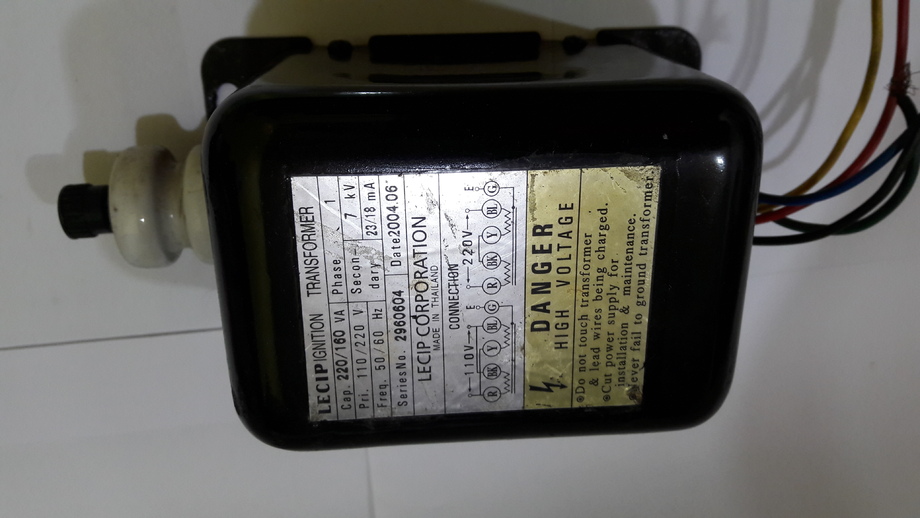 LECIP IGNITION TRANSFORMER
Cap. 220/160 VA Phase 1
Pri. 110/220 V Secondary 7 kV
Freq. 50/60 Hz 23/18 mA
Series No. 2960604 Date 2004.06
LECIP CORPORATION
MADE IN THAILAND
CONNECTION
110V E 220V E
R BK Y BL G R BK Y BL G
DANGER
HIGH VOLTAGE
Do not touch transformer
& lead wires being charged.
Cut power supply for
installation & maintenance.
Never fail to ground transformer.